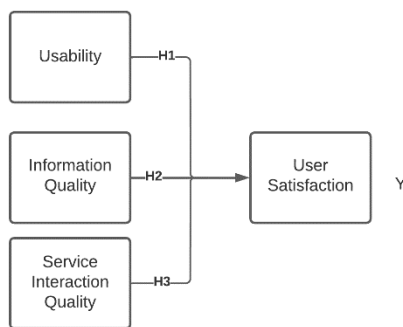 Usability
H1
Information
Quality
H2
User
Satisfaction
Y
Service
Interaction
Quality
H3